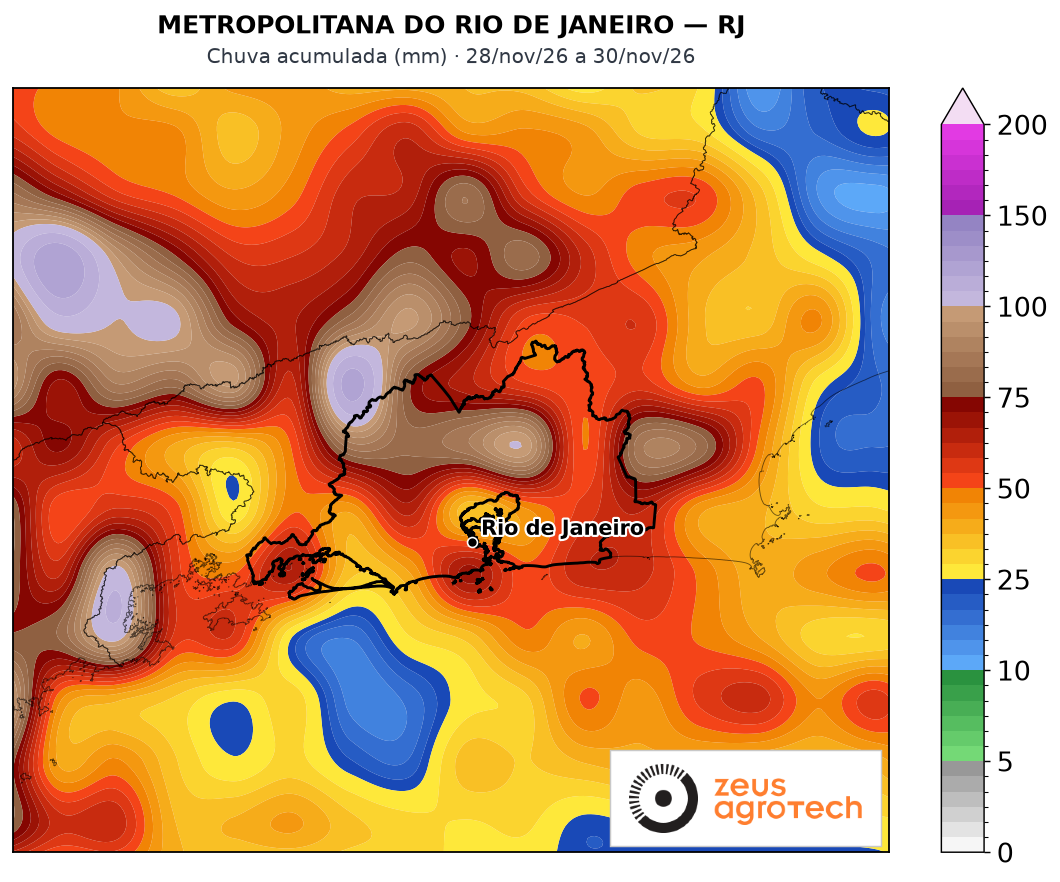 METROPOLITANA DO RIO DE JANEIRO — RJ
Chuva acumulada (mm) · 28/nov/26 a 30/nov/26
200
150
100
75
50
25
10
5
0
Rio de Janeiro
zeus
agrotech